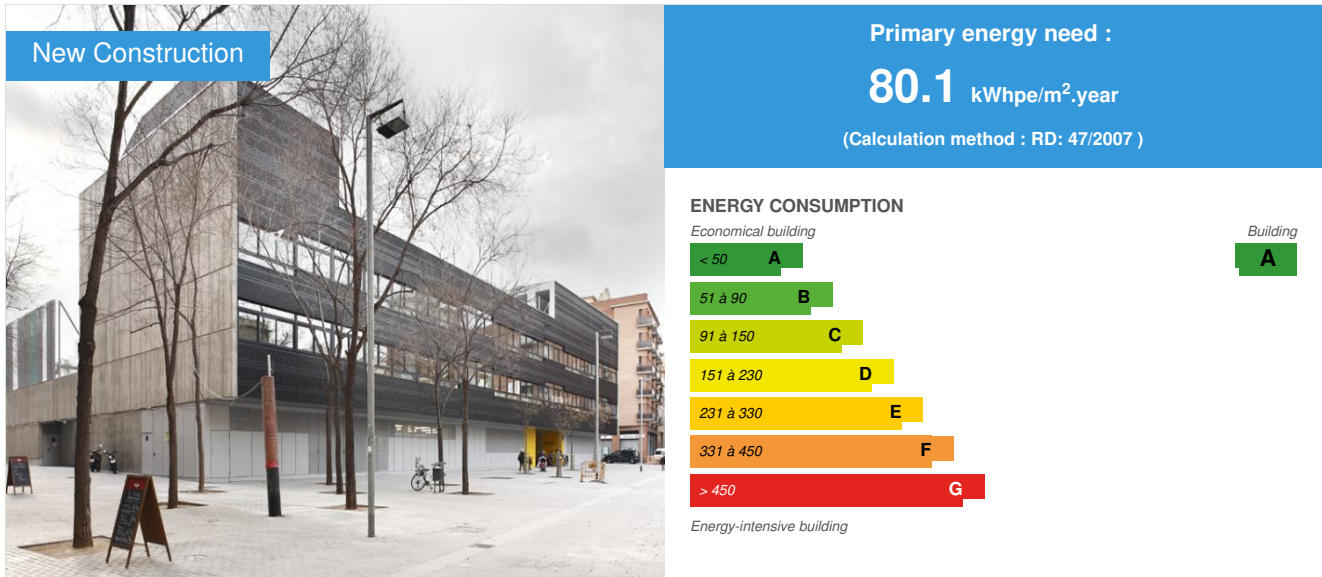 New Construction
Primary energy need :
80.1 kWhpe/m².year
(Calculation method : RD: 47/2007 )
ENERGY CONSUMPTION
Economical building
Building
< 50 A
A
51 à 90 B
91 à 150 C
151 à 230 D
231 à 330 E
331 à 450 F
> 450 G
Energy-intensive building